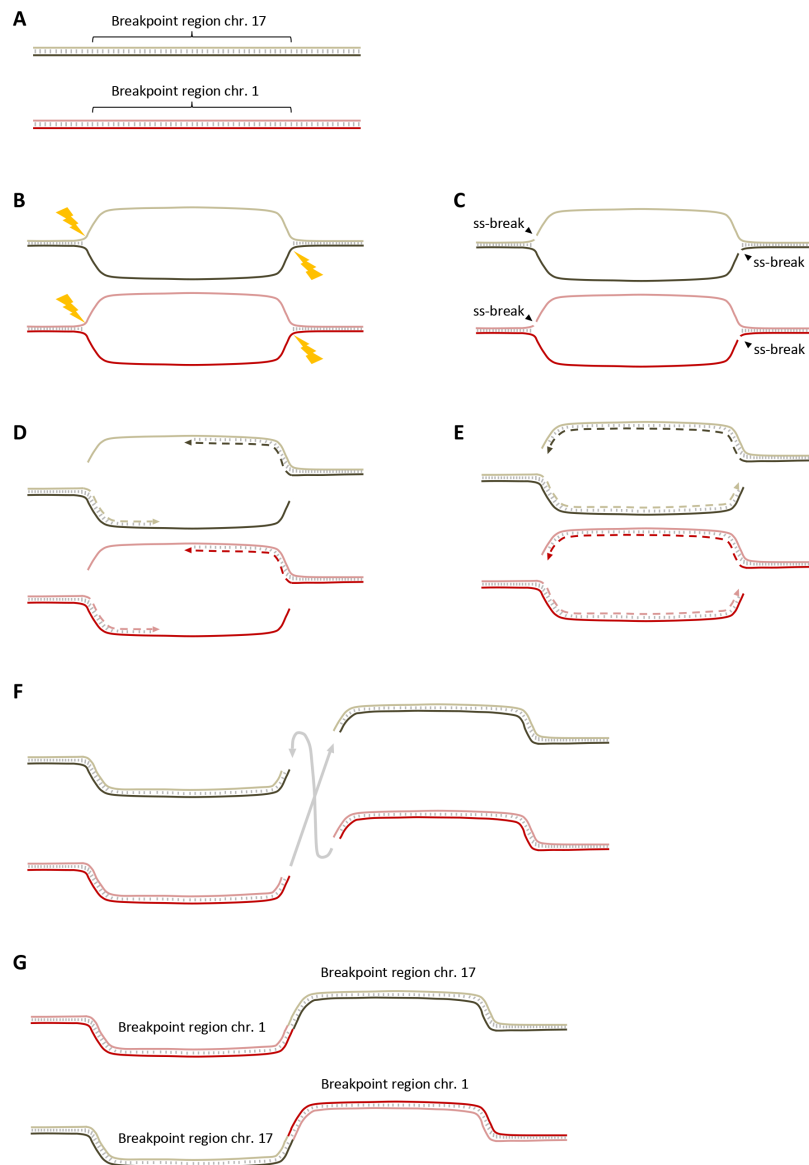 A
Breakpoint region chr. 17
Breakpoint region chr. 1
B
C
ss-break
ss-break
ss-break
ss-break
D
E
F
G
Breakpoint region chr. 17
Breakpoint region chr. 1
Breakpoint region chr. 1
Breakpoint region chr. 17